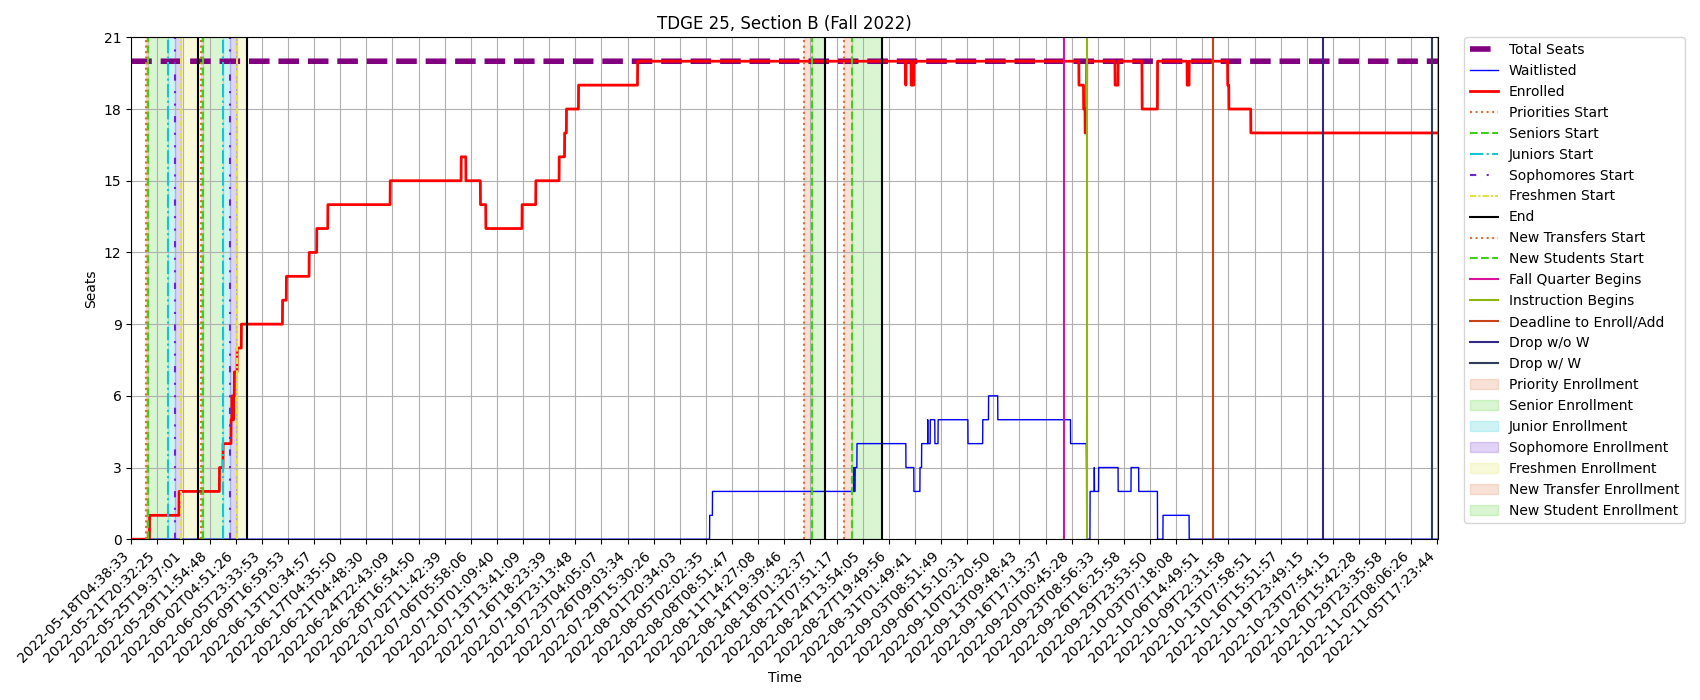 TDGE 25, Section B (Fall 2022)
Seats
21
18
15
12
9
6
3
0
2022-05-18T04:38:33
2022-05-21T20:32:25
2022-05-25T19:37:01
2022-05-29T11:54:48
2022-06-02T04:51:26
2022-06-05T23:33:53
2022-06-09T16:59:53
2022-06-13T10:34:57
2022-06-17T04:35:50
2022-06-21T04:48:30
2022-06-24T22:43:09
2022-06-28T16:54:50
2022-07-02T11:42:39
2022-07-06T05:58:06
2022-07-10T01:09:40
2022-07-13T13:41:09
2022-07-16T18:23:39
2022-07-19T23:13:48
2022-07-23T04:05:07
2022-07-26T09:03:34
2022-07-29T15:30:26
2022-08-01T20:34:03
2022-08-05T02:02:35
2022-08-08T08:51:47
2022-08-11T14:27:08
2022-08-14T19:39:46
2022-08-18T01:32:37
2022-08-21T07:51:17
2022-08-24T13:54:05
2022-08-27T19:49:56
2022-08-31T01:49:41
2022-09-03T08:51:49
2022-09-06T15:10:31
2022-09-10T02:20:50
2022-09-13T09:48:43
2022-09-16T17:13:37
2022-09-20T00:45:28
2022-09-23T08:56:33
2022-09-26T16:25:58
2022-09-29T23:53:50
2022-10-03T07:18:08
2022-10-06T14:49:51
2022-10-09T22:31:58
2022-10-13T07:58:51
2022-10-16T15:51:57
2022-10-19T23:49:15
2022-10-23T07:54:15
2022-10-26T15:42:28
2022-10-29T23:35:58
2022-11-02T08:06:26
2022-11-05T17:23:44
Time
Total Seats
Waitlisted
Enrolled
Priorities Start
Seniors Start
Juniors Start
Sophomores Start
Freshmen Start
End
New Transfers Start
New Students Start
Fall Quarter Begins
Instruction Begins
Deadline to Enroll/Add
Drop w/o W
Drop w/ W
Priority Enrollment
Senior Enrollment
Junior Enrollment
Sophomore Enrollment
Freshmen Enrollment
New Transfer Enrollment
New Student Enrollment